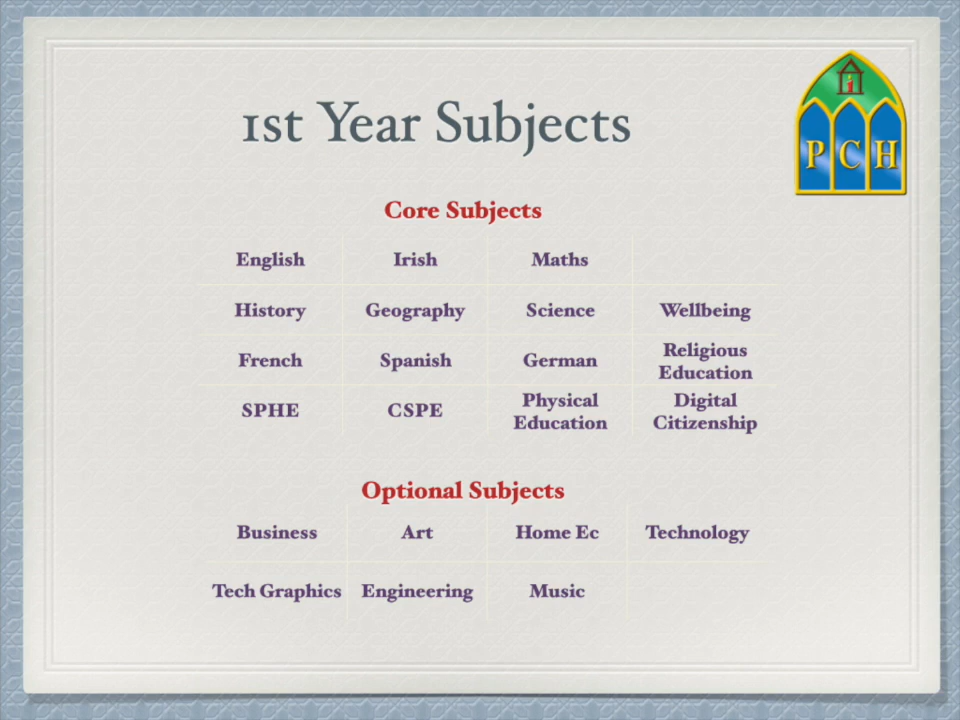 1st Year Subjects
P C H
Core Subjects
English Irish Maths
History Geography Science Wellbeing
French Spanish German Religious Education
SPHE CSPE Physical Education Digital Citizenship
Optional Subjects
Business Art Home Ec Technology
Tech Graphics Engineering Music